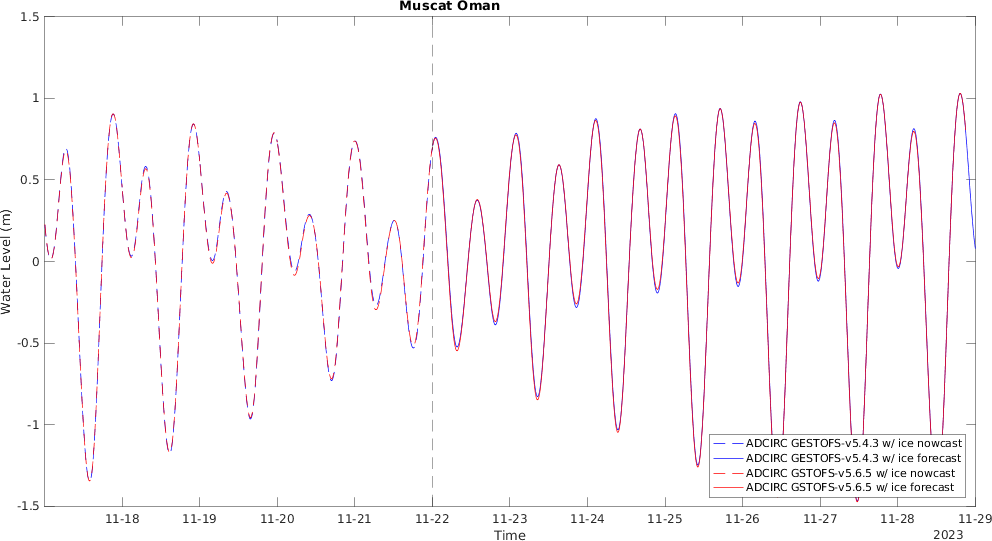 Muscat Oman
1.5
1
0.5
0
-0.5
-1
-1.5
Water Level (m)
ADCIRC GESTOFS-v5.4.3 w/ ice nowcast
ADCIRC GESTOFS-v5.4.3 w/ ice forecast
ADCIRC GSTOFS-v5.6.5 w/ ice nowcast
ADCIRC GSTOFS-v5.6.5 w/ ice forecast
11-18 11-19 11-20 11-21 11-22 11-23 11-24 11-25 11-26 11-27 11-28 11-29
Time
2023